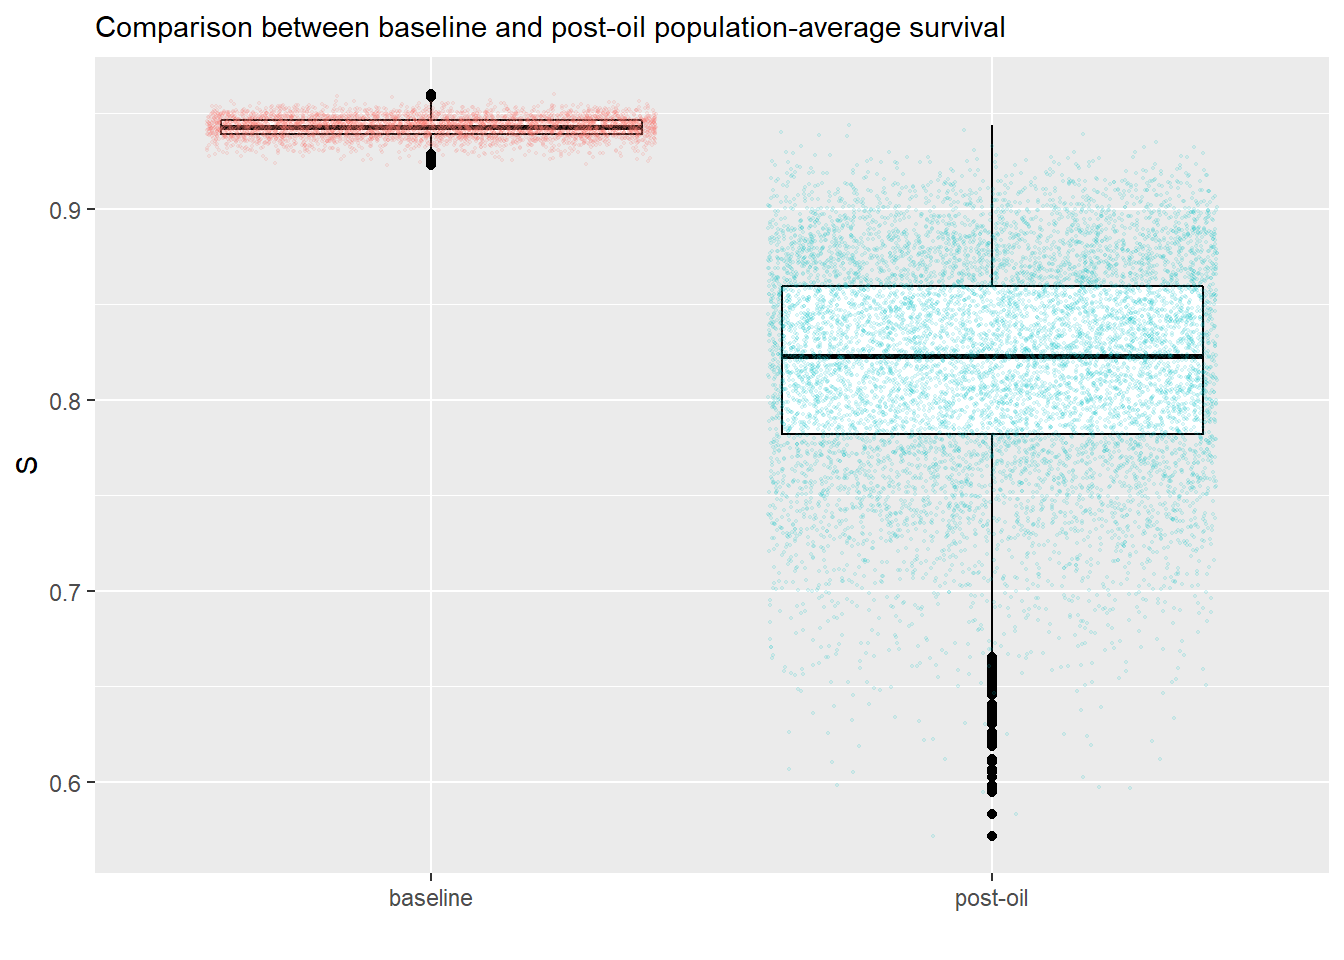 Comparison between baseline and post-oil population-average survival
0.9
0.8
S
0.7
0.6
baseline
post-oil